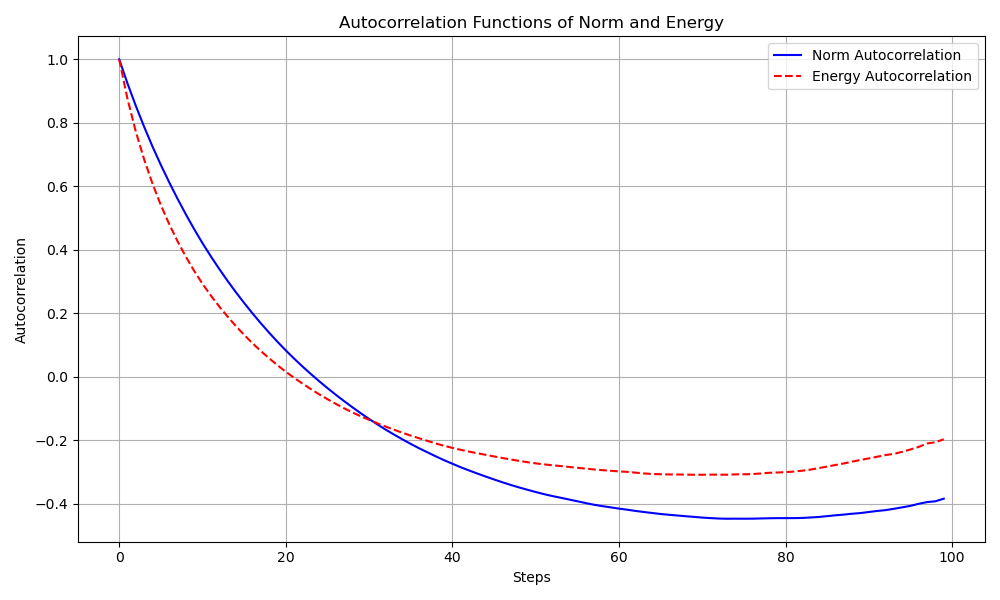 Autocorrelation Functions of Norm and Energy
Norm Autocorrelation
Energy Autocorrelation
Autocorrelation
1.0
0.8
0.6
0.4
0.2
0.0
−0.2
−0.4
0 20 40 60 80 100
Steps